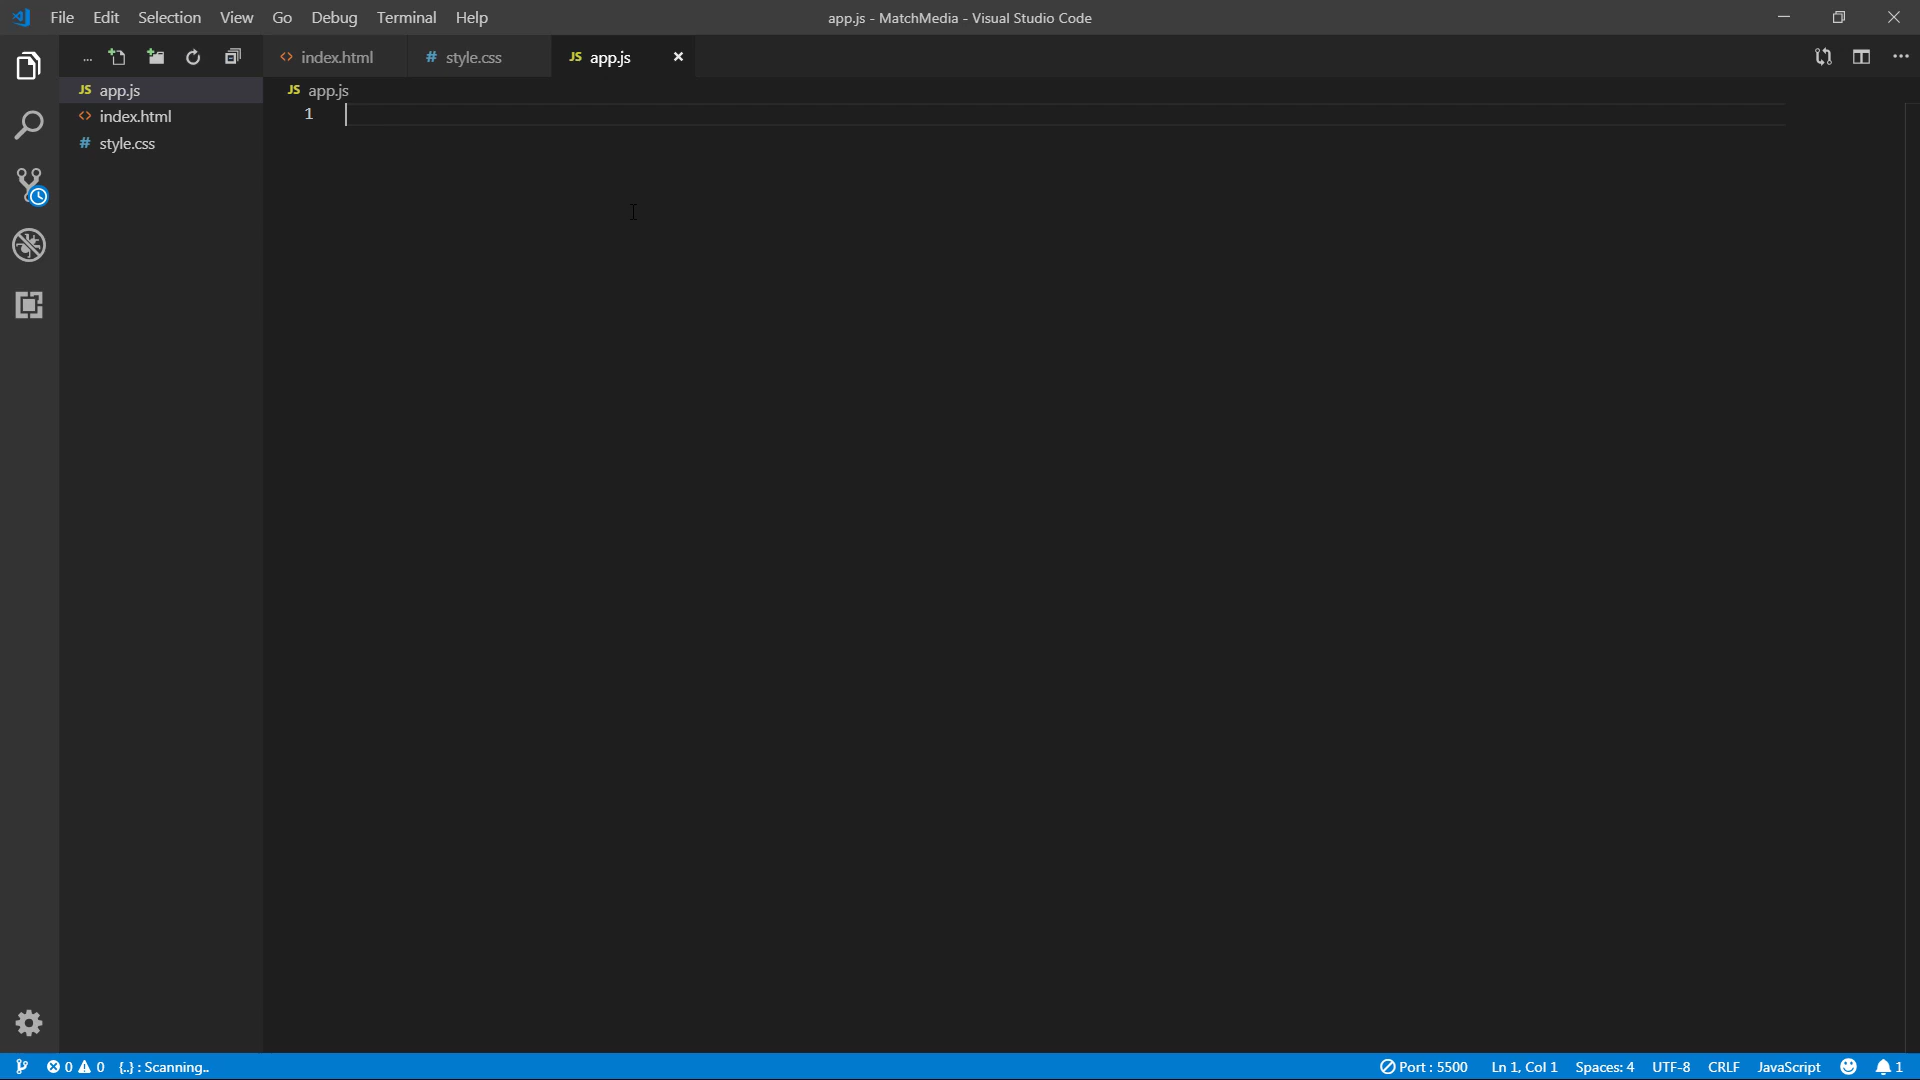 File Edit Selection View Go Debug Terminal Help app.js - MatchMedia - Visual Studio Code
... <> index.html # style.css JS app.js
JS app.js
<> index.html
# style.css
JS app.js
1
0 0 {..} : Scanning.. Port : 5500 Ln 1, Col 1 Spaces: 4 UTF-8 CRLF JavaScript 1